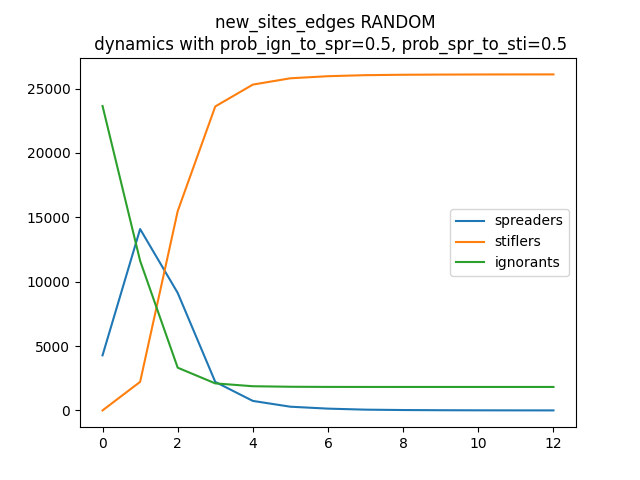 new_sites_edges RANDOM
dynamics with prob_ign_to_spr=0.5, prob_spr_to_sti=0.5
25000
20000
15000
10000
5000
0
spreaders
stiflers
ignorants
0 2 4 6 8 10 12